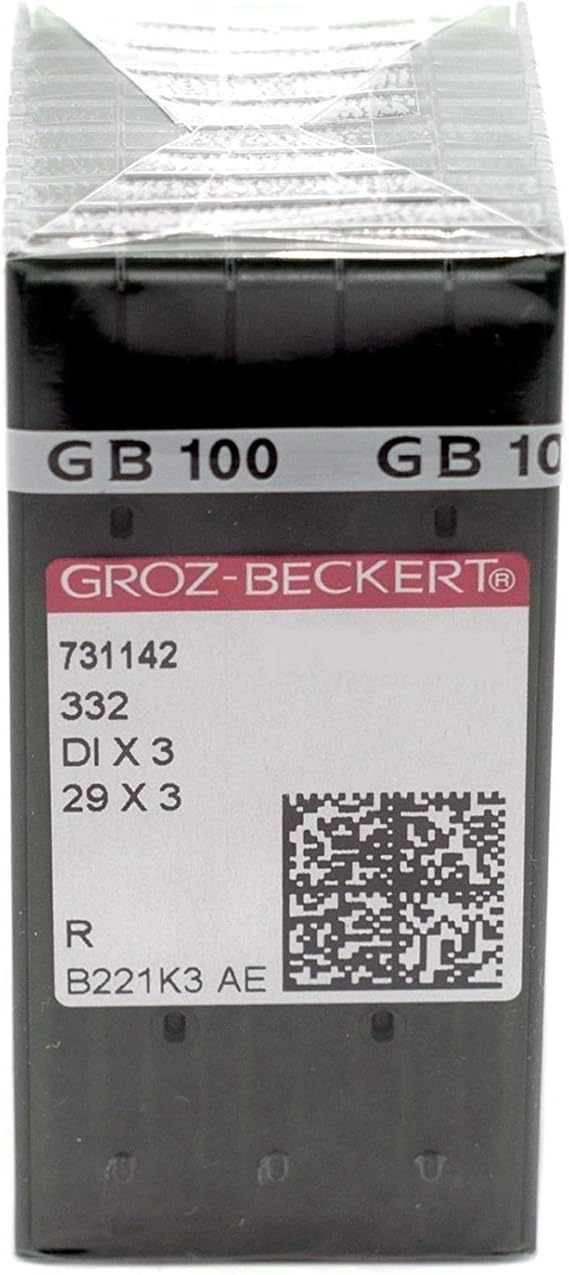 GB 100 GB 10
GROZ-BECKERT®
731142
332
DI X 3
29 X 3
R
B221K3 AE